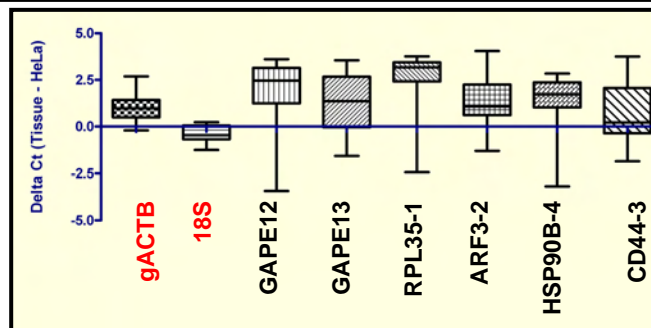 Delta Ct (Tissue - HeLa)
5.0
2.5
0.0
-2.5
-5.0
gACTB
18S
GAPE12
GAPE13
RPL35-1
ARF3-2
HSP90B-4
CD44-3